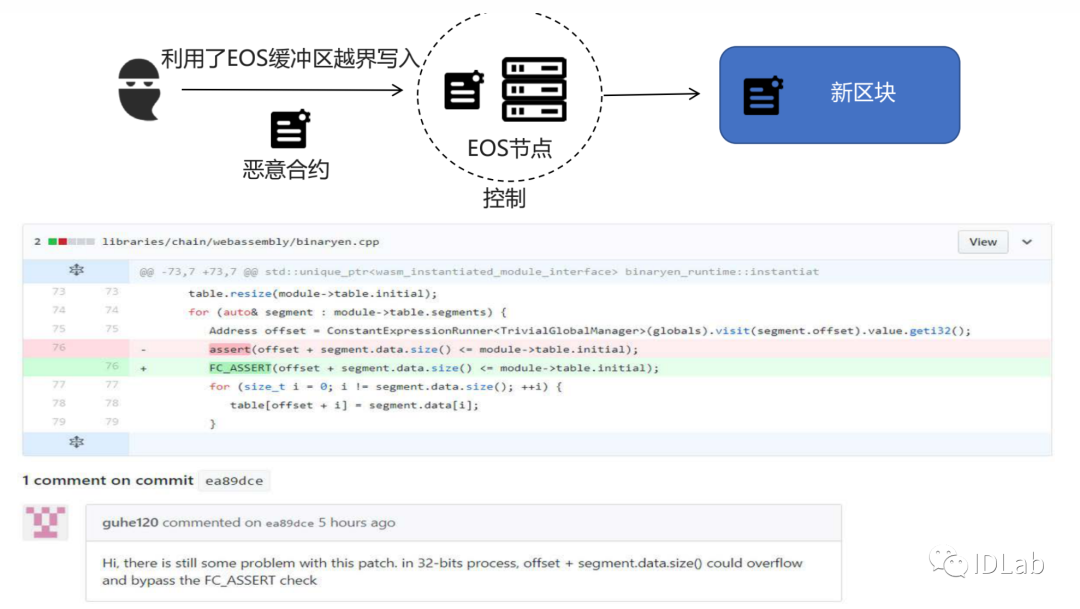 利用了EOS缓冲区越界写入
恶意合约
EOS节点
控制
新区块
2 libraries/chain/webassembly/binaryen.cpp View
@@ -73,7 +73,7 @@ std::unique_ptr<wasm_instantiated_module_interface> binaryen_runtime::instantiat
73 73 table.resize(module->table.initial);
74 74 for (auto& segment : module->table.segments) {
75 75 Address offset = ConstantExpressionRunner<TrivialGlobalManager>(globals).visit(segment.offset).value.geti32();
76 - assert(offset + segment.data.size() <= module->table.initial);
76 + FC_ASSERT(offset + segment.data.size() <= module->table.initial);
77 77 for (size_t i = 0; i != segment.data.size(); ++i) {
78 78 table[offset + i] = segment.data[i];
79 79 }
1 comment on commit ea89dce
guhe120 commented on ea89dce 5 hours ago
Hi, there is still some problem with this patch. in 32-bits process, offset + segment.data.size() could overflow
and bypass the FC_ASSERT check
IDLab